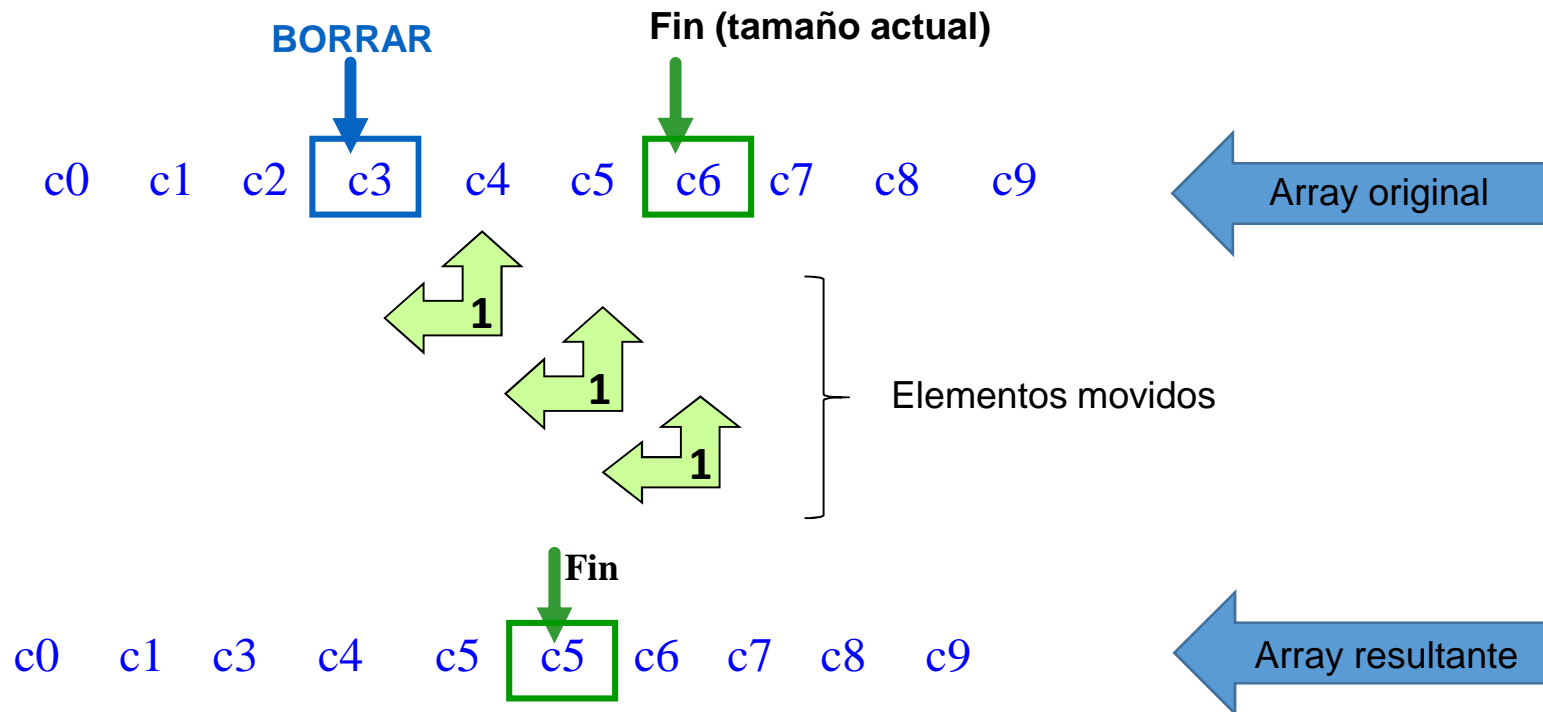 BORRAR
Fin (tamaño actual)
c0 c1 c2 c3 c4 c5 c6 c7 c8 c9
Array original
1
1
1
Elementos movidos
Fin
c0 c1 c3 c4 c5 c5 c6 c7 c8 c9
Array resultante